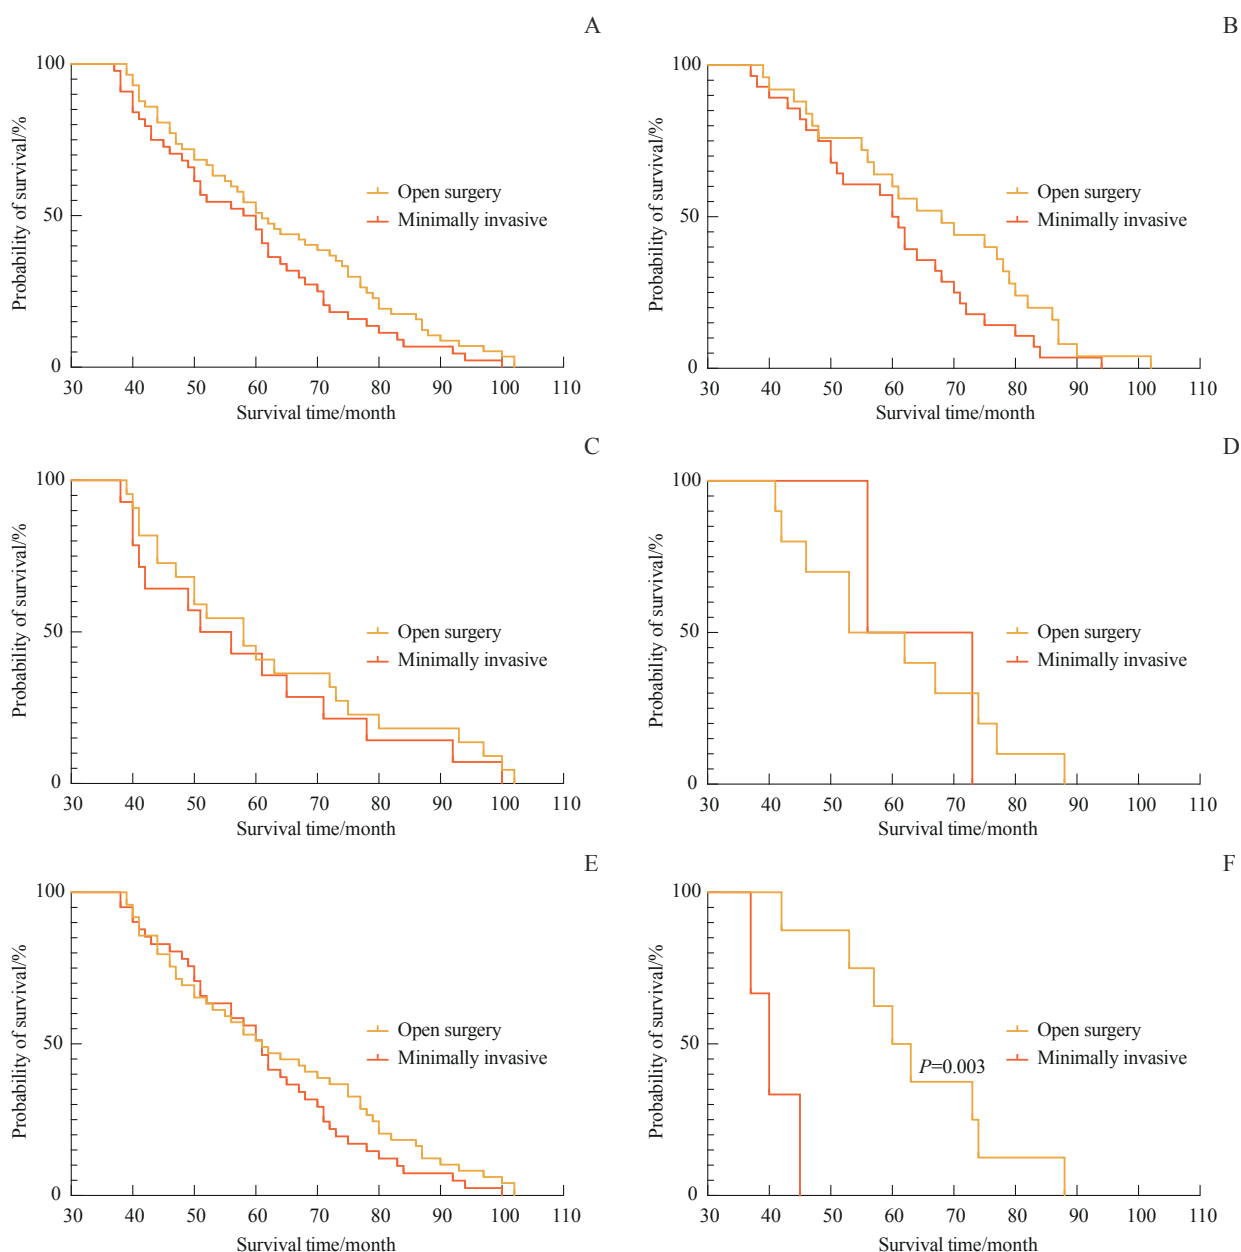 A
100
50
0
Probability of survival/%
Open surgery
Minimally invasive
30 40 50 60 70 80 90 100 110
Survival time/month
B
100
50
0
Probability of survival/%
Open surgery
Minimally invasive
30 40 50 60 70 80 90 100 110
Survival time/month
C
100
50
0
Probability of survival/%
Open surgery
Minimally invasive
30 40 50 60 70 80 90 100 110
Survival time/month
D
100
50
0
Probability of survival/%
Open surgery
Minimally invasive
30 40 50 60 70 80 90 100 110
Survival time/month
E
100
50
0
Probability of survival/%
Open surgery
Minimally invasive
30 40 50 60 70 80 90 100 110
Survival time/month
F
100
50
0
Probability of survival/%
Open surgery
Minimally invasive
P=0.003
30 40 50 60 70 80 90 100 110
Survival time/month